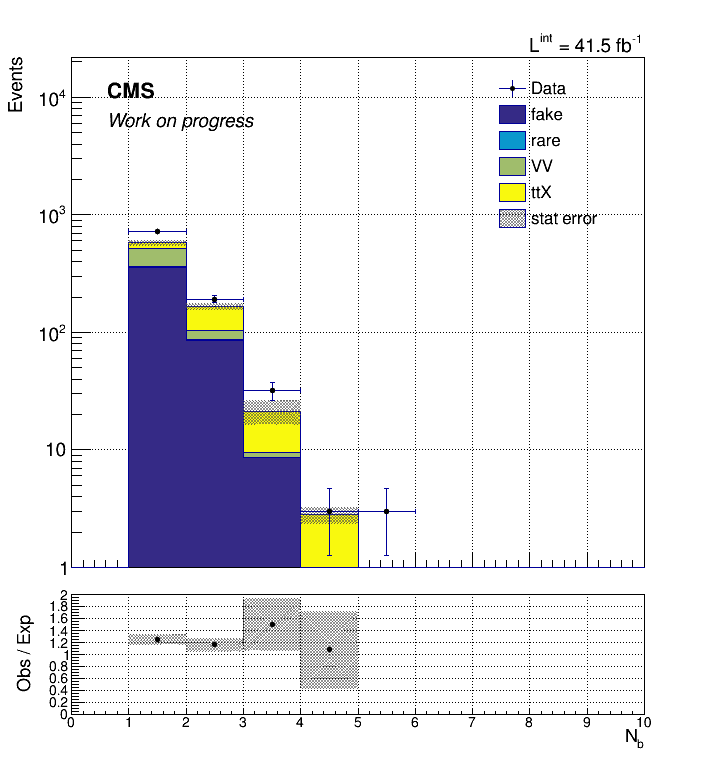 L^int = 41.5 fb^-1
Events
CMS
Work on progress
Data
fake
rare
VV
ttX
stat error
10^4
10^3
10^2
10
1
Obs / Exp
2
1.8
1.6
1.4
1.2
1
0.8
0.6
0.4
0.2
0
0 1 2 3 4 5 6 7 8 9 10
N_b